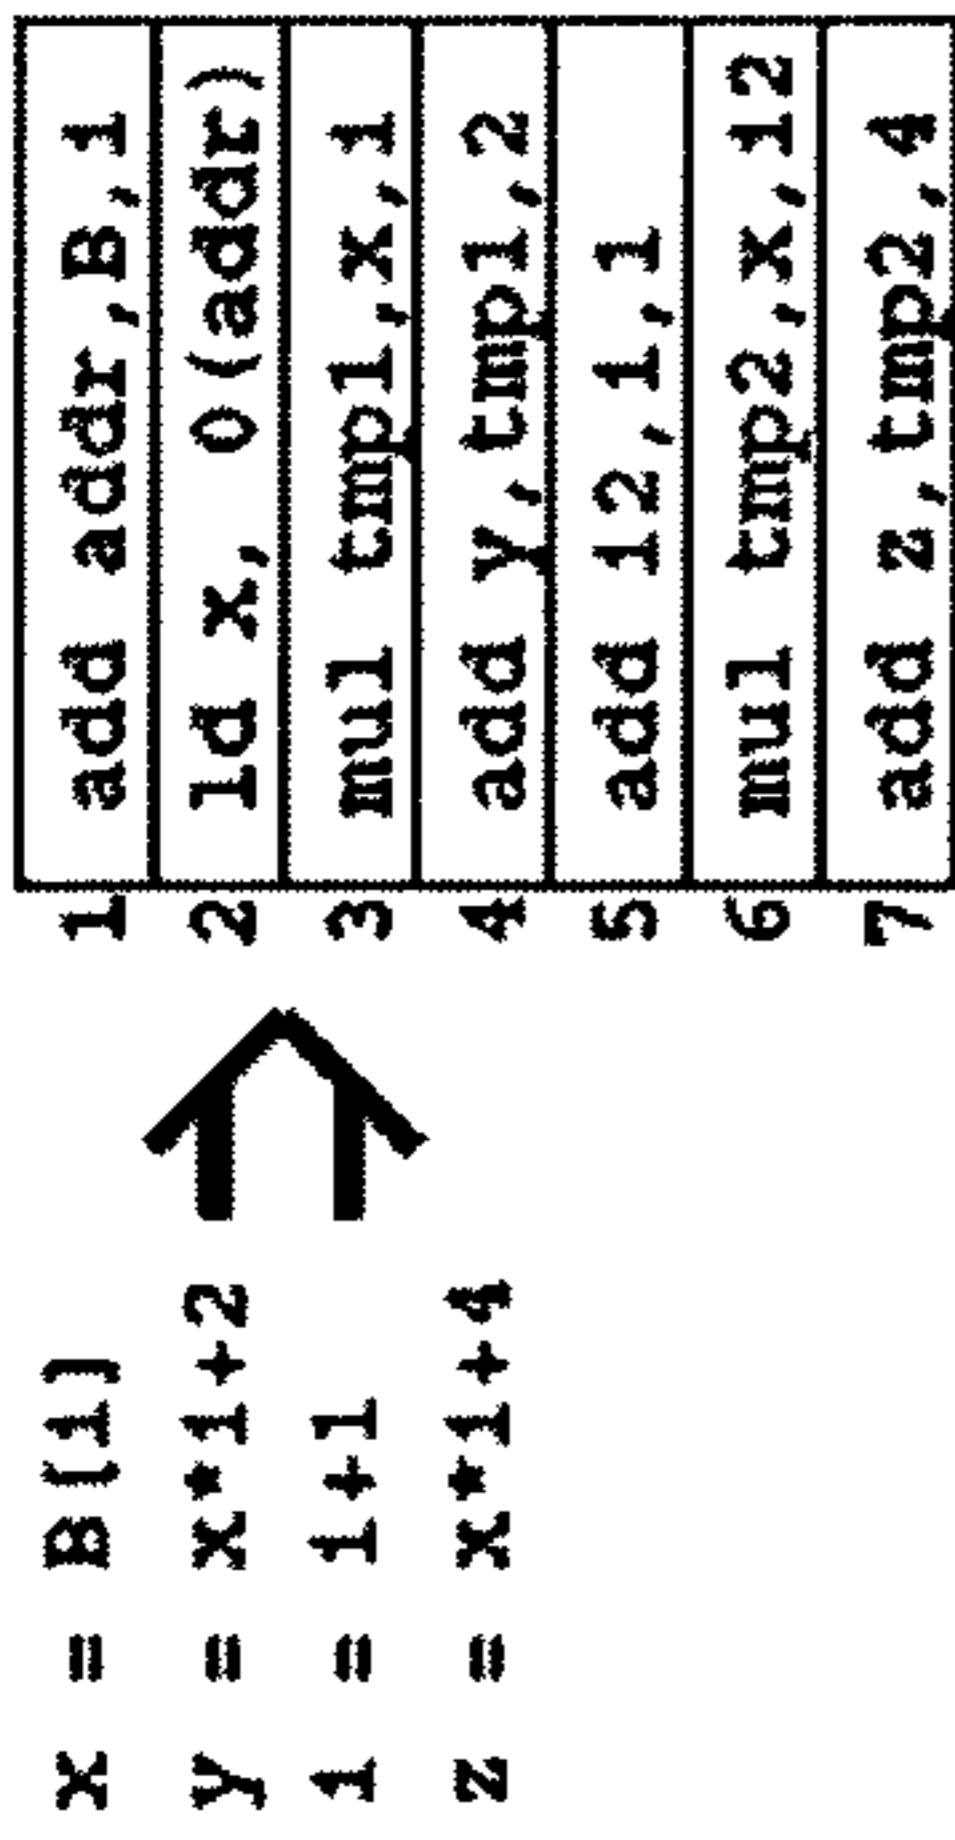 x = B[i]
y = x*i+2
i = i+1
z = x*i+4
1 add addr,B,i
2 ld x, 0(addr)
3 mul tmp1,x,i
4 add y,tmp1,2
5 add i2,i,1
6 mul tmp2,x,i2
7 add z,tmp2,4